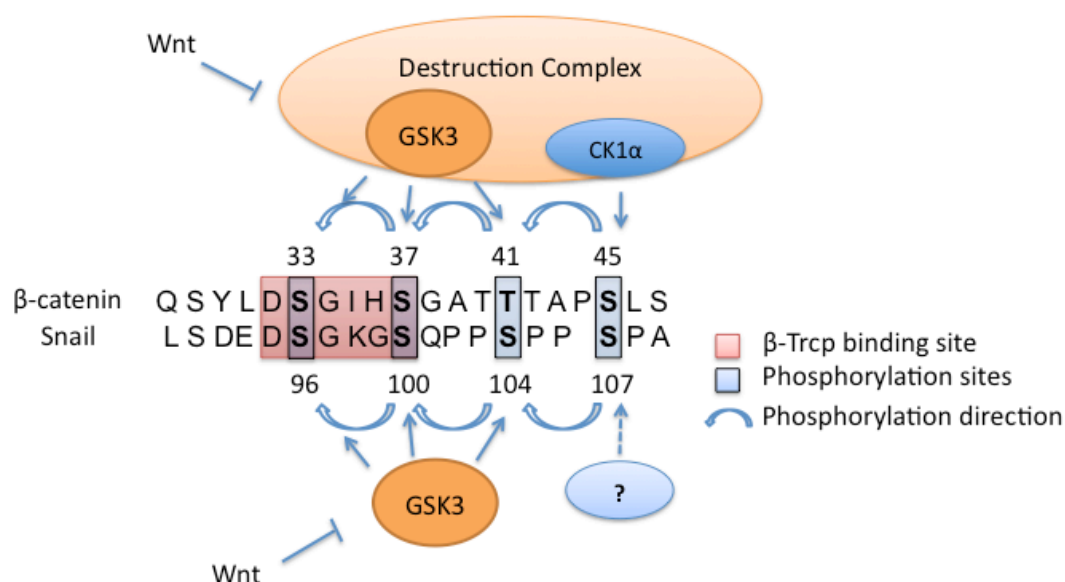 Wnt
Destruction Complex
GSK3
CK1α
33 37 41 45
β-catenin Q S Y L D S G I H S G A T T T A P S L S
Snail L S D E D S G K G S Q P P S P P S P A
96 100 104 107
β-Trcp binding site
Phosphorylation sites
Phosphorylation direction
GSK3
?
Wnt